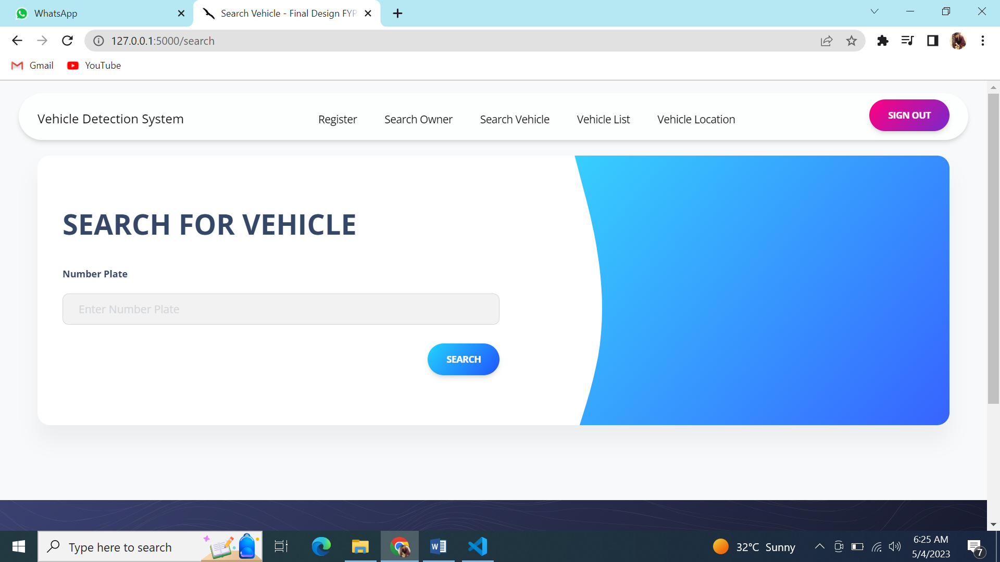 WhatsApp
Search Vehicle - Final Design FYP
127.0.0.1:5000/search
Gmail
YouTube
Vehicle Detection System
Register
Search Owner
Search Vehicle
Vehicle List
Vehicle Location
SIGN OUT
SEARCH FOR VEHICLE
Number Plate
Enter Number Plate
SEARCH
Type here to search
32°C Sunny
6:25 AM
5/4/2023
7